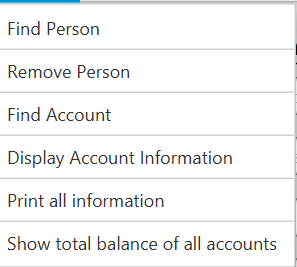 Find Person
Remove Person
Find Account
Display Account Information
Print all information
Show total balance of all accounts